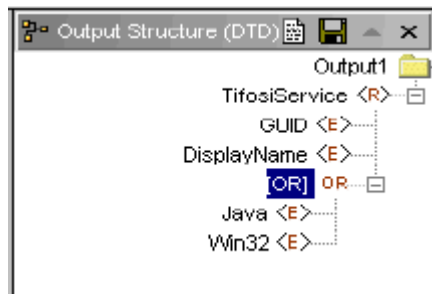 Output Structure (DTD)
Output1
TifosiService <R>
GUID <E>
DisplayName <E>
[OR] OR
Java <E>
Win32 <E>